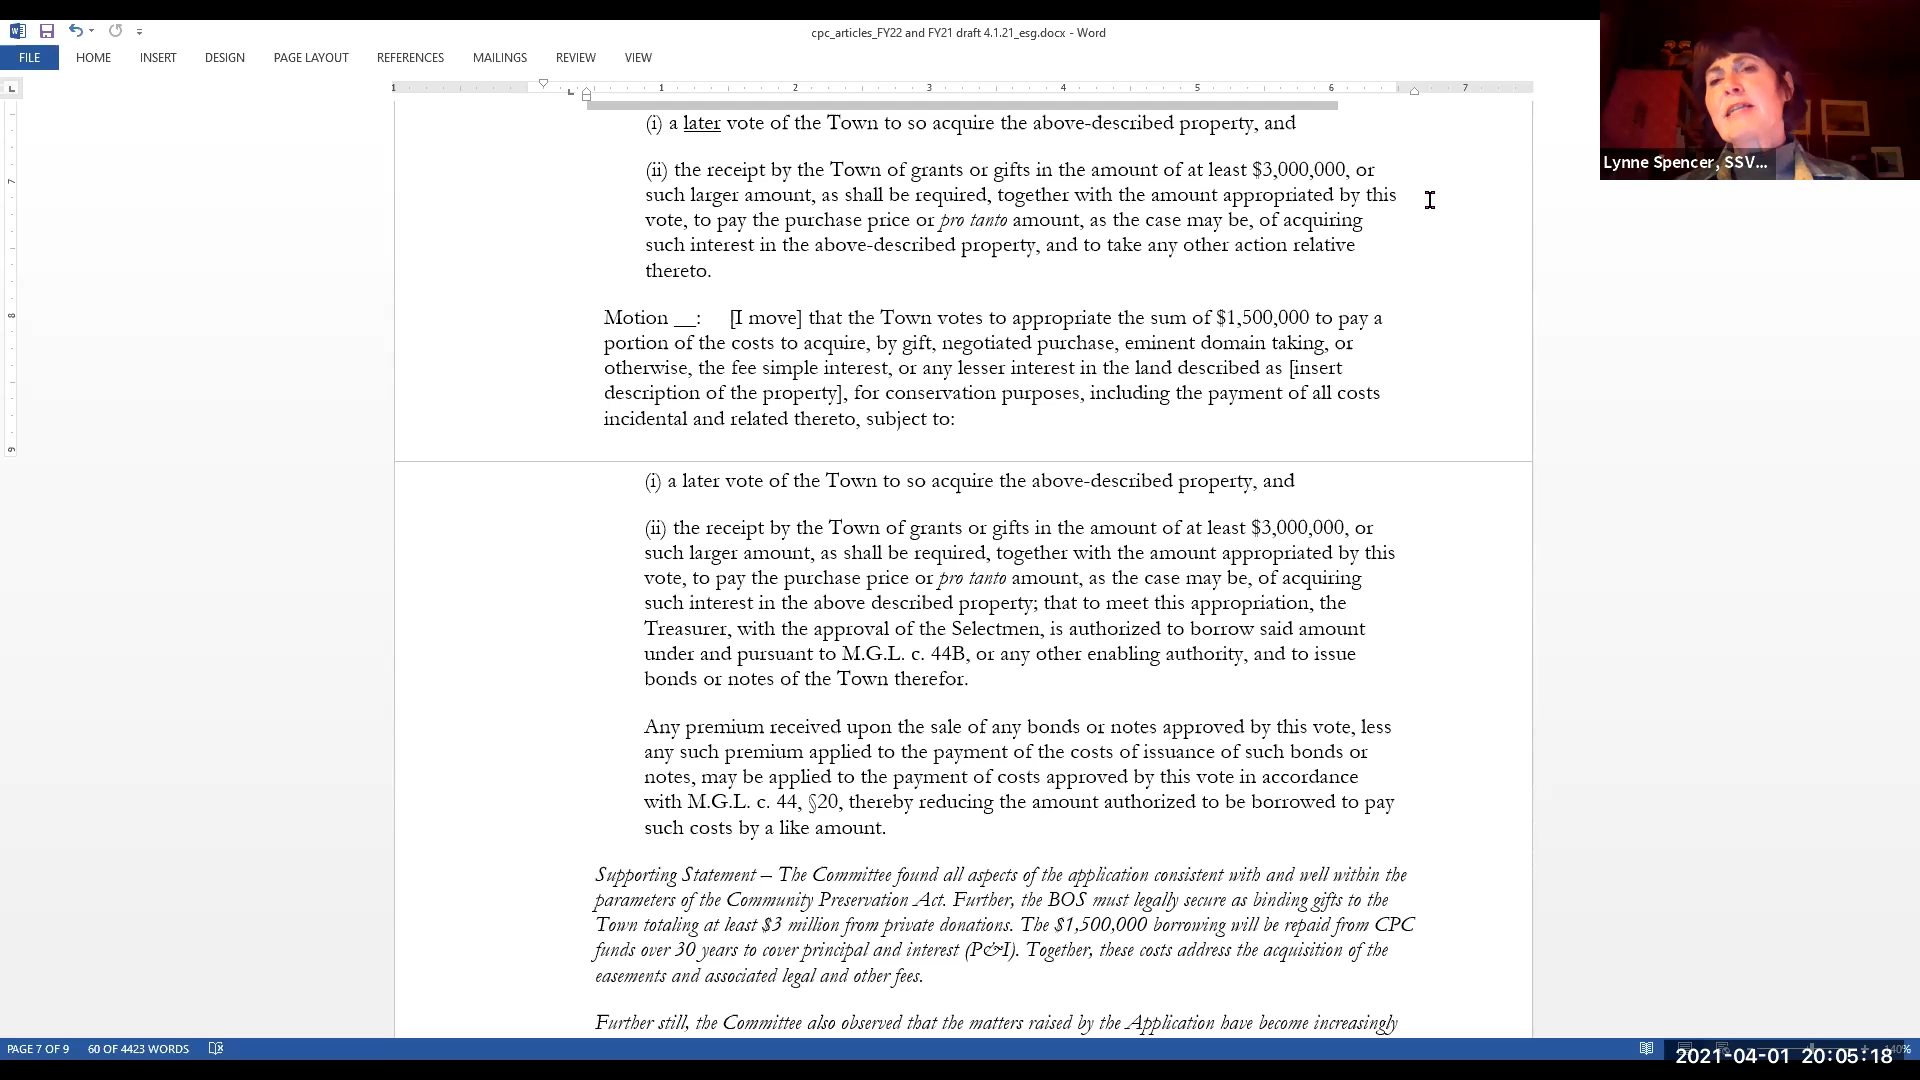 cpc_articles_FY22 and FY21 draft 4.1.21_esg.docx - Word
FILE HOME INSERT DESIGN PAGE LAYOUT REFERENCES MAILINGS REVIEW VIEW
1 1 2 3 4 5 6 7
(i) a later vote of the Town to so acquire the above-described property, and
(ii) the receipt by the Town of grants or gifts in the amount of at least $3,000,000, or
such larger amount, as shall be required, together with the amount appropriated by this
vote, to pay the purchase price or pro tanto amount, as the case may be, of acquiring
such interest in the above-described property, and to take any other action relative
thereto.
Motion __: [I move] that the Town votes to appropriate the sum of $1,500,000 to pay a
portion of the costs to acquire, by gift, negotiated purchase, eminent domain taking, or
otherwise, the fee simple interest, or any lesser interest in the land described as [insert
description of the property], for conservation purposes, including the payment of all costs
incidental and related thereto, subject to:
(i) a later vote of the Town to so acquire the above-described property, and
(ii) the receipt by the Town of grants or gifts in the amount of at least $3,000,000, or
such larger amount, as shall be required, together with the amount appropriated by this
vote, to pay the purchase price or pro tanto amount, as the case may be, of acquiring
such interest in the above described property; that to meet this appropriation, the
Treasurer, with the approval of the Selectmen, is authorized to borrow said amount
under and pursuant to M.G.L. c. 44B, or any other enabling authority, and to issue
bonds or notes of the Town therefor.
Any premium received upon the sale of any bonds or notes approved by this vote, less
any such premium applied to the payment of the costs of issuance of such bonds or
notes, may be applied to the payment of costs approved by this vote in accordance
with M.G.L. c. 44, §20, thereby reducing the amount authorized to be borrowed to pay
such costs by a like amount.
Supporting Statement – The Committee found all aspects of the application consistent with and well within the
parameters of the Community Preservation Act. Further, the BOS must legally secure as binding gifts to the
Town totaling at least $3 million from private donations. The $1,500,000 borrowing will be repaid from CPC
funds over 30 years to cover principal and interest (P&I). Together, these costs address the acquisition of the
easements and associated legal and other fees.
Further still, the Committee also observed that the matters raised by the Application have become increasingly
7
8
9
PAGE 7 OF 9 60 OF 4423 WORDS
Lynne Spencer, SSV...
2021-04-01 20:05:18